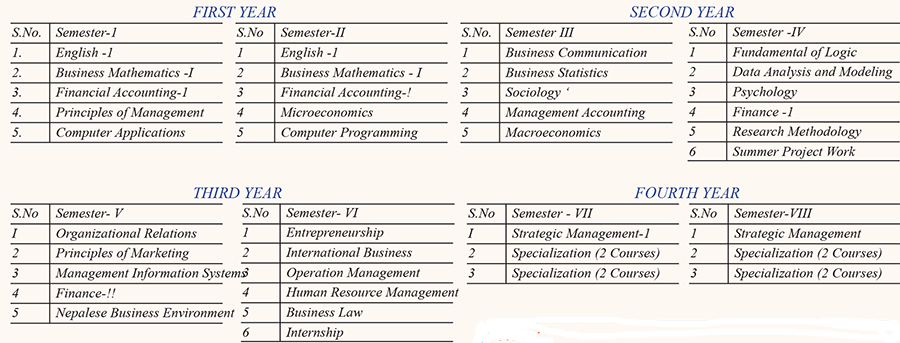 FIRST YEAR
S.No. Semester-1
1. English -1
2. Business Mathematics -I
3. Financial Accounting-1
4. Principles of Management
5. Computer Applications
S.No Semester-II
1 English -1
2 Business Mathematics - I
3 Financial Accounting-!
4 Microeconomics
5 Computer Programming
SECOND YEAR
S.No. Semester III
1 Business Communication
2 Business Statistics
3 Sociology ‘
4 Management Accounting
5 Macroeconomics
S.No Semester -IV
1 Fundamental of Logic
2 Data Analysis and Modeling
3 Psychology
4 Finance -1
5 Research Methodology
6 Summer Project Work
THIRD YEAR
S.No Semester- V
I Organizational Relations
2 Principles of Marketing
3 Management Information Systems
4 Finance-!!
5 Nepalese Business Environment
S.No Semester- VI
1 Entrepreneurship
2 International Business
3 Operation Management
4 Human Resource Management
5 Business Law
6 Internship
FOURTH YEAR
S.No Semester - VII
I Strategic Management-1
2 Specialization (2 Courses)
3 Specialization (2 Courses)
S.No Semester-VIII
1 Strategic Management
2 Specialization (2 Courses)
3 Specialization (2 Courses)